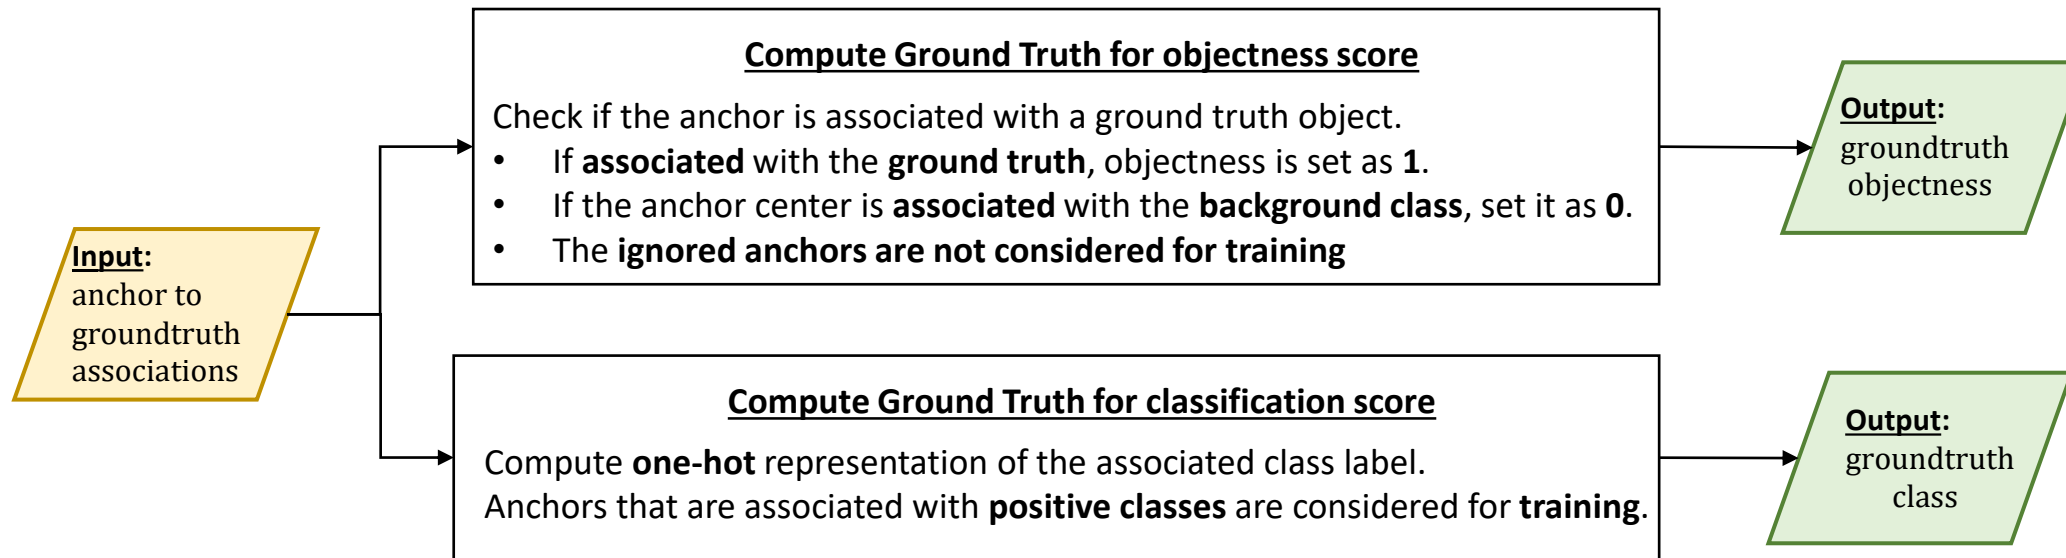 Input:
anchor to
groundtruth
associations
Compute Ground Truth for objectness score
Check if the anchor is associated with a ground truth object.
• If associated with the ground truth, objectness is set as 1.
• If the anchor center is associated with the background class, set it as 0.
• The ignored anchors are not considered for training
Output:
groundtruth
objectness
Compute Ground Truth for classification score
Compute one-hot representation of the associated class label.
Anchors that are associated with positive classes are considered for training.
Output:
groundtruth
class